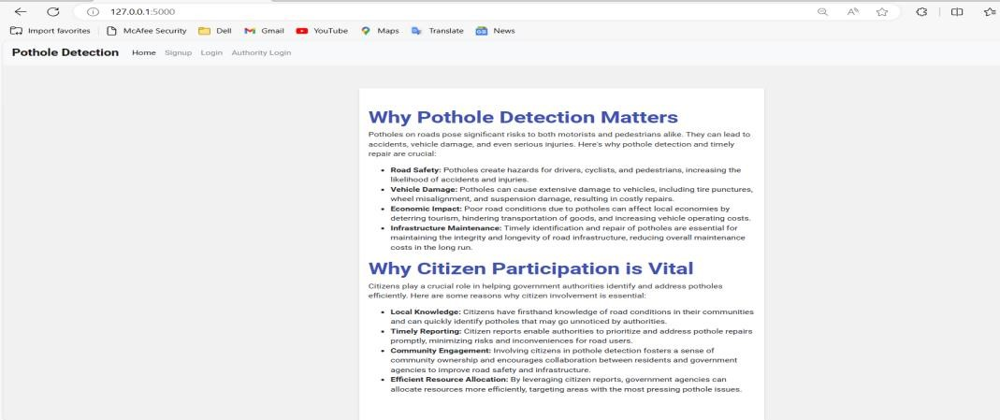 127.0.0.1:5000
Import favorites McAfee Security Dell Gmail YouTube Maps Translate News
Pothole Detection Home Signup Login Authority Login
Why Pothole Detection Matters
Potholes on roads pose significant risks to both motorists and pedestrians alike. They can lead to
accidents, vehicle damage, and even serious injuries. Here's why pothole detection and timely
repair are crucial:
• Road Safety: Potholes create hazards for drivers, cyclists, and pedestrians, increasing the
likelihood of accidents and injuries.
• Vehicle Damage: Potholes can cause extensive damage to vehicles, including tire punctures,
wheel misalignment, and suspension damage, resulting in costly repairs.
• Economic Impact: Poor road conditions due to potholes can affect local economies by
deterring tourism, hindering transportation of goods, and increasing vehicle operating costs.
• Infrastructure Maintenance: Timely identification and repair of potholes are essential for
maintaining the integrity and longevity of road infrastructure, reducing overall maintenance
costs in the long run.
Why Citizen Participation is Vital
Citizens play a crucial role in helping government authorities identify and address potholes
efficiently. Here are some reasons why citizen involvement is essential:
• Local Knowledge: Citizens have firsthand knowledge of road conditions in their communities
and can quickly identify potholes that may go unnoticed by authorities.
• Timely Reporting: Citizen reports enable authorities to prioritize and address pothole repairs
promptly, minimizing risks and inconveniences for road users.
• Community Engagement: Involving citizens in pothole detection fosters a sense of
community ownership and encourages collaboration between residents and government
agencies to improve road safety and infrastructure.
• Efficient Resource Allocation: By leveraging citizen reports, government agencies can
allocate resources more efficiently, targeting areas with the most pressing pothole issues.